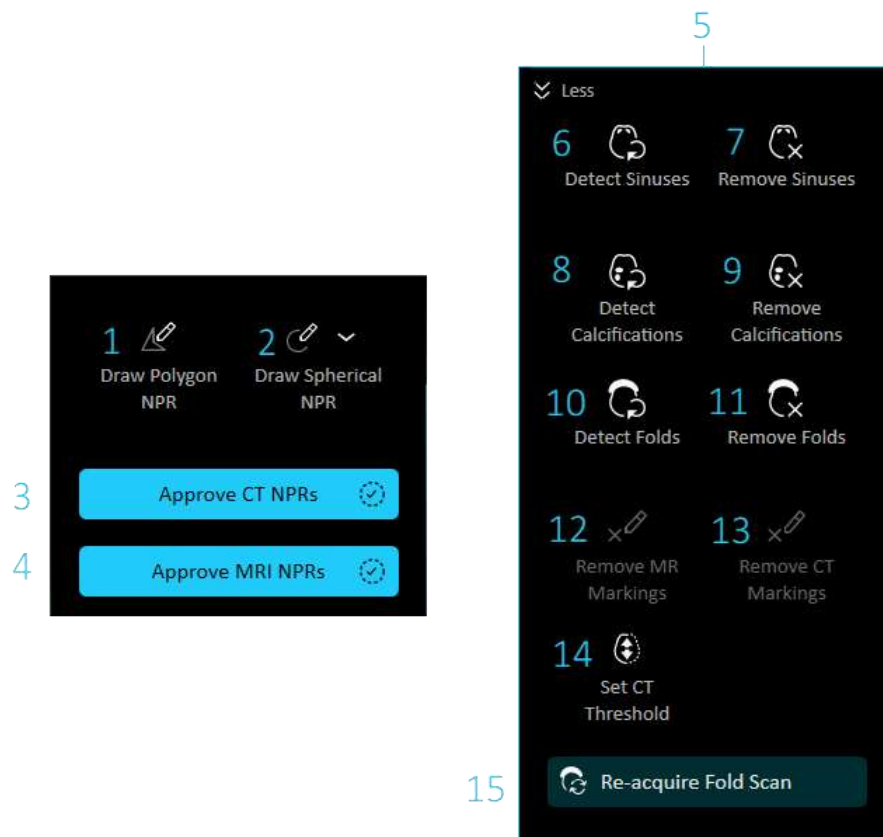 1
Draw Polygon
NPR
2
Draw Spherical
NPR
3
Approve CT NPRs
4
Approve MRI NPRs
5
Less
6
Detect Sinuses
7
Remove Sinuses
8
Detect
Calcifications
9
Remove
Calcifications
10
Detect Folds
11
Remove Folds
12
Remove MR
Markings
13
Remove CT
Markings
14
Set CT
Threshold
15
Re-acquire Fold Scan